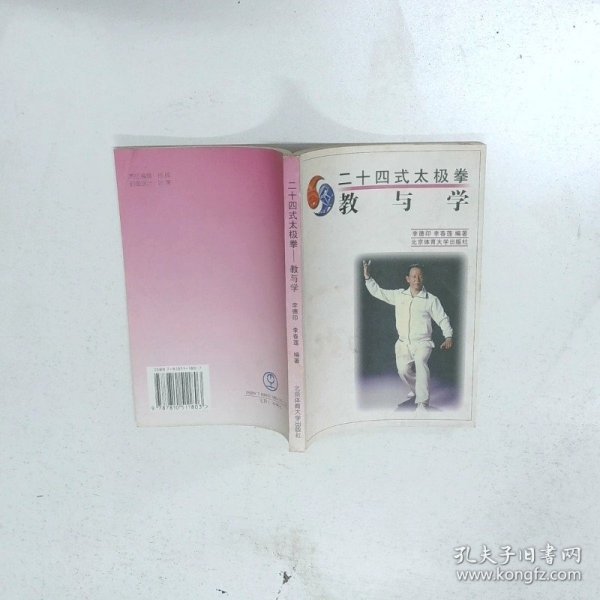 二十四式太极拳
教与学
李德印 李春莲 编著
北京体育大学出版社
二十四式太极拳——教与学
李德印 李春莲 编著
北京体育大学出版社
9 787810 511803
孔夫子旧书网
www.kongfz.com